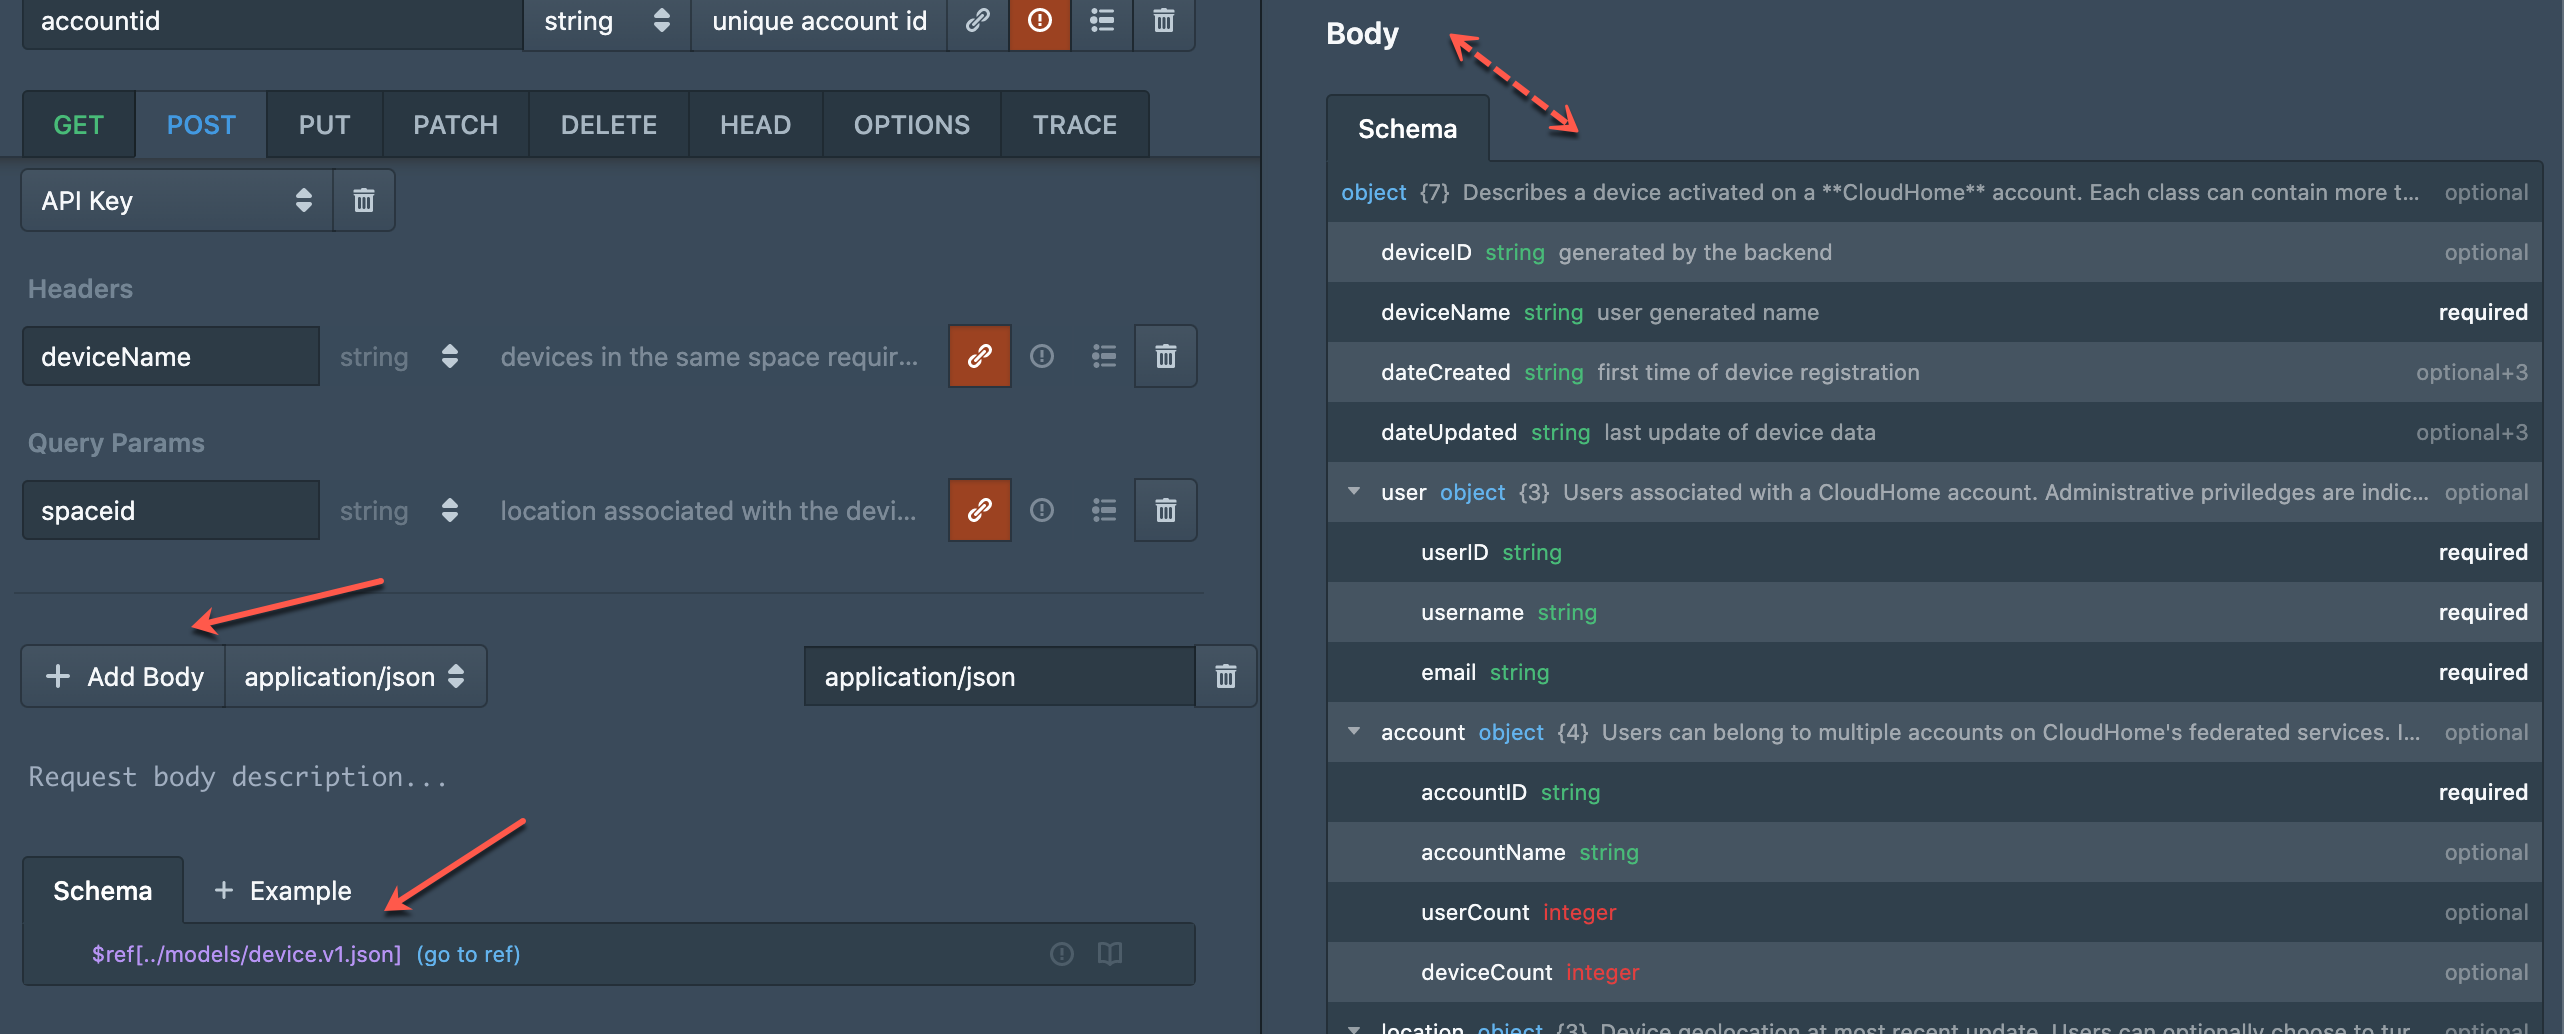 accountid string unique account id
GET POST PUT PATCH DELETE HEAD OPTIONS TRACE
API Key
Headers
deviceName string devices in the same space requir...
Query Params
spaceid string location associated with the devi...
+ Add Body application/json application/json
Request body description...
Schema + Example
$ref[../models/device.v1.json] (go to ref)
Body
Schema
object {7} Describes a device activated on a **CloudHome** account. Each class can contain more t... optional
deviceID string generated by the backend optional
deviceName string user generated name required
dateCreated string first time of device registration optional+3
dateUpdated string last update of device data optional+3
user object {3} Users associated with a CloudHome account. Administrative priviledges are indic... optional
userID string required
username string required
email string required
account object {4} Users can belong to multiple accounts on CloudHome's federated services. I... optional
accountID string required
accountName string optional
userCount integer optional
deviceCount integer optional
location object {3} Device geolocation at most recent update. Users can optionally choose to tur... optional